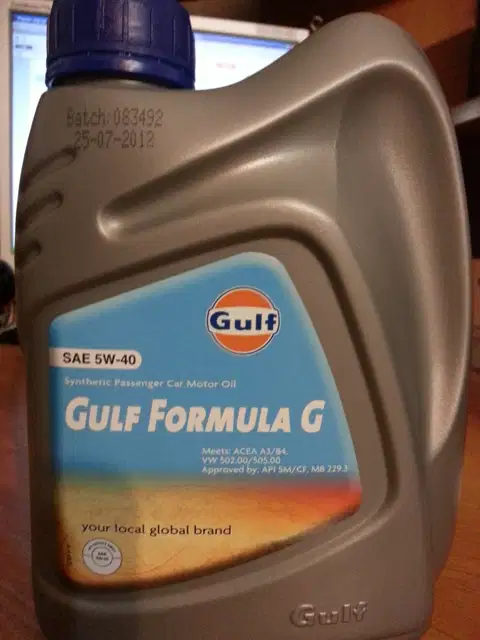 Batch:083492
25-07-2012
Gulf
SAE 5W-40
Synthetic Passenger Car Motor Oil
GULF FORMULA G
Meets: ACEA A3/B4,
VW 502.00/505.00
Approved by: API SM/CF, MB 229.3
your local global brand
Gulf